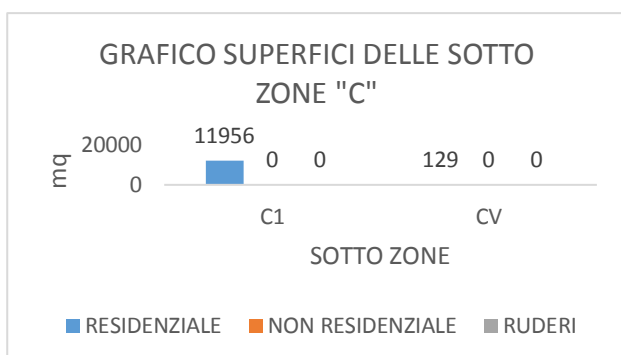 GRAFICO SUPERFICI DELLE SOTTO
ZONE "C"
mq
20000
0
11956 0 0 129 0 0
C1 CV
SOTTO ZONE
RESIDENZIALE NON RESIDENZIALE RUDERI